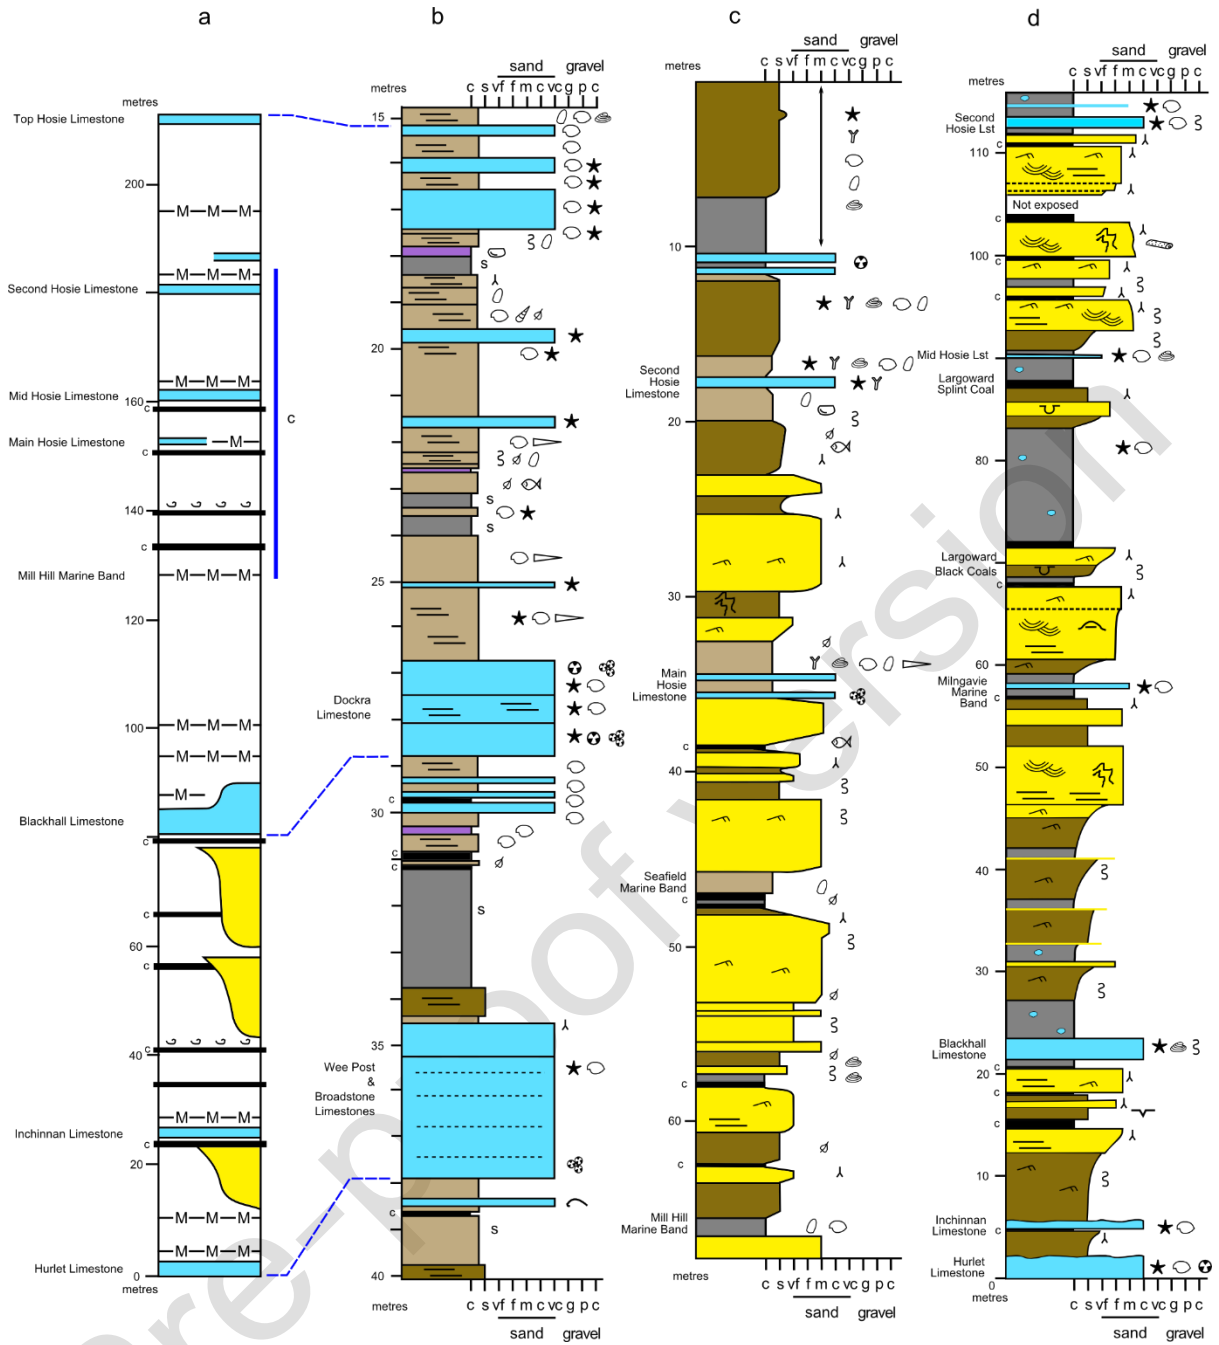 a
b
c
d
metres
Top Hosie Limestone
200
M M M
M M M
Second Hosie Limestone
M M M
Mid Hosie Limestone
160
c
Main Hosie Limestone
M
c
C
140
c
Mill Hill Marine Band
M M M
120
100
M M M
M M M
M
Blackhall Limestone
c
c
60
c
c
40
M M M
Inchinnan Limestone
c
20
M M M
M M M
Hurlet Limestone
0
metres
sand gravel
metres
c s vf f m c vc g p c
15
s
20
s
s
25
Dockra
Limestone
c
30
c
c
s
35
Wee Post
&
Broadstone
Limestones
c
s
40
metres
c s vf f m c vc g p c
sand gravel
sand gravel
metres
c s vf f m c vc g p c
10
Second
Hosie
Limestone
20
30
Main
Hosie
Limestone
c
40
Seafield
Marine Band
c
50
c
60
c
Mill Hill
Marine Band
metres
c s vf f m c vc g p c
sand gravel
sand gravel
metres
c s vf f m c vc g p c
Second
Hosie Lst
c
110
Not exposed
c
100
c
c
Mid Hosie Lst
Largoward
Splint Coal
80
Largoward
Black Coals
c
60
Milngavie
Marine
Band
c
50
40
30
Blackhall
Limestone
c
20
c
10
Inchinnan
Limestone
c
Hurlet
Limestone
0
metres
c s vf f m c vc g p c
sand gravel
pre-proof version